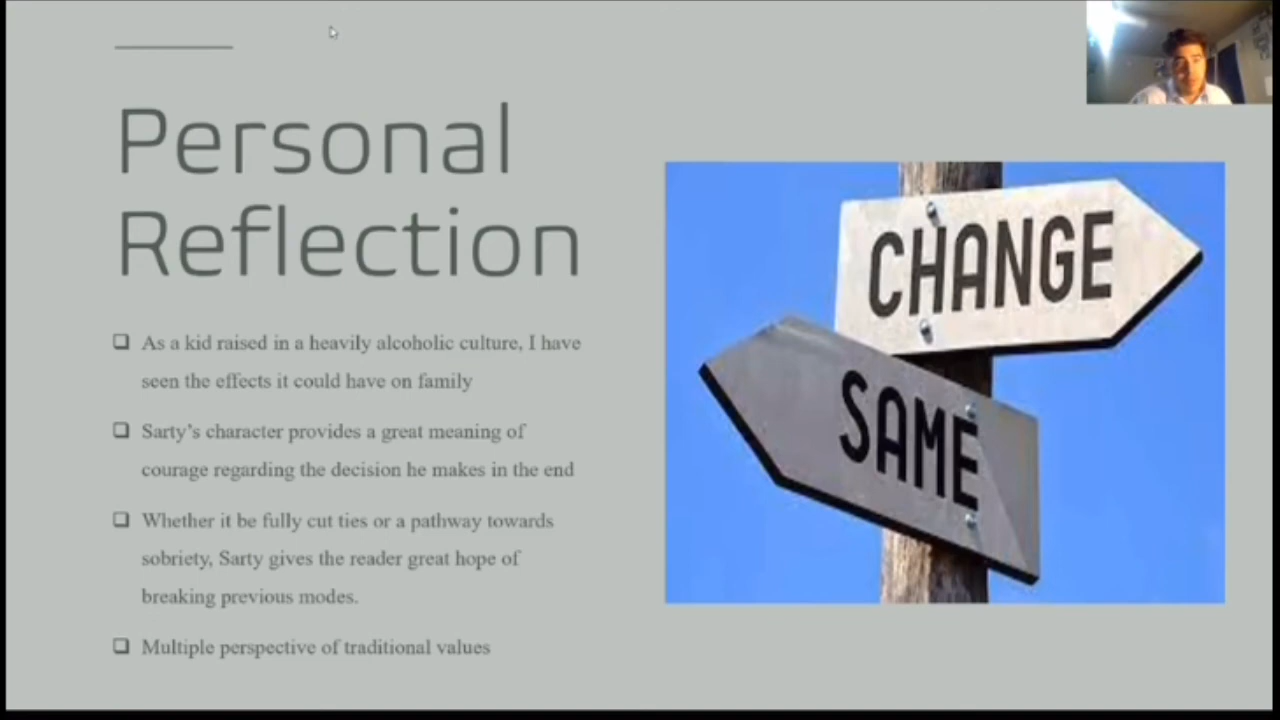 Personal
Reflection
As a kid raised in a heavily alcoholic culture, I have
seen the effects it could have on family
Sarty's character provides a great meaning of
courage regarding the decision he makes in the end
Whether it be fully cut ties or a pathway towards
sobriety, Sarty gives the reader great hope of
breaking previous modes.
Multiple perspective of traditional values
CHANGE
SAME